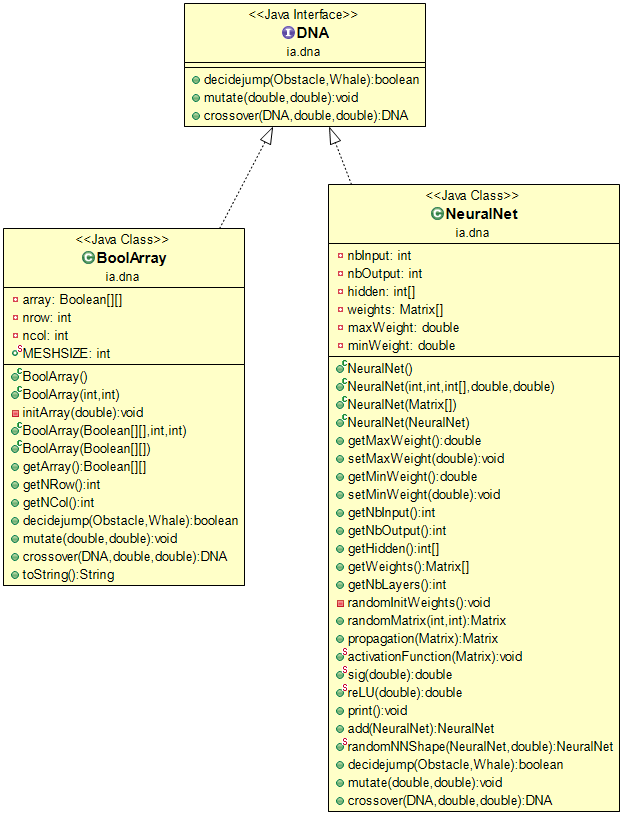 <<Java Interface>>
DNA
ia.dna
decidejump(Obstacle,Whale):boolean
mutate(double,double):void
crossover(DNA,double,double):DNA
<<Java Class>>
BoolArray
ia.dna
array: Boolean[][]
nrow: int
ncol: int
MESHSIZE: int
BoolArray()
BoolArray(int,int)
initArray(double):void
BoolArray(Boolean[][],int,int)
BoolArray(Boolean[][])
getArray():Boolean[][]
getNRow():int
getNCol():int
decidejump(Obstacle,Whale):boolean
mutate(double,double):void
crossover(DNA,double,double):DNA
toString():String
<<Java Class>>
NeuralNet
ia.dna
nbInput: int
nbOutput: int
hidden: int[]
weights: Matrix[]
maxWeight: double
minWeight: double
NeuralNet()
NeuralNet(int,int,int[],double,double)
NeuralNet(Matrix[])
NeuralNet(NeuralNet)
getMaxWeight():double
setMaxWeight(double):void
getMinWeight():double
setMinWeight(double):void
getNbInput():int
getNbOutput():int
getHidden():int[]
getWeights():Matrix[]
getNbLayers():int
randomInitWeights():void
randomMatrix(int,int):Matrix
propagation(Matrix):Matrix
activationFunction(Matrix):void
sig(double):double
reLU(double):double
print():void
add(NeuralNet):NeuralNet
randomNNShape(NeuralNet,double):NeuralNet
decidejump(Obstacle,Whale):boolean
mutate(double,double):void
crossover(DNA,double,double):DNA